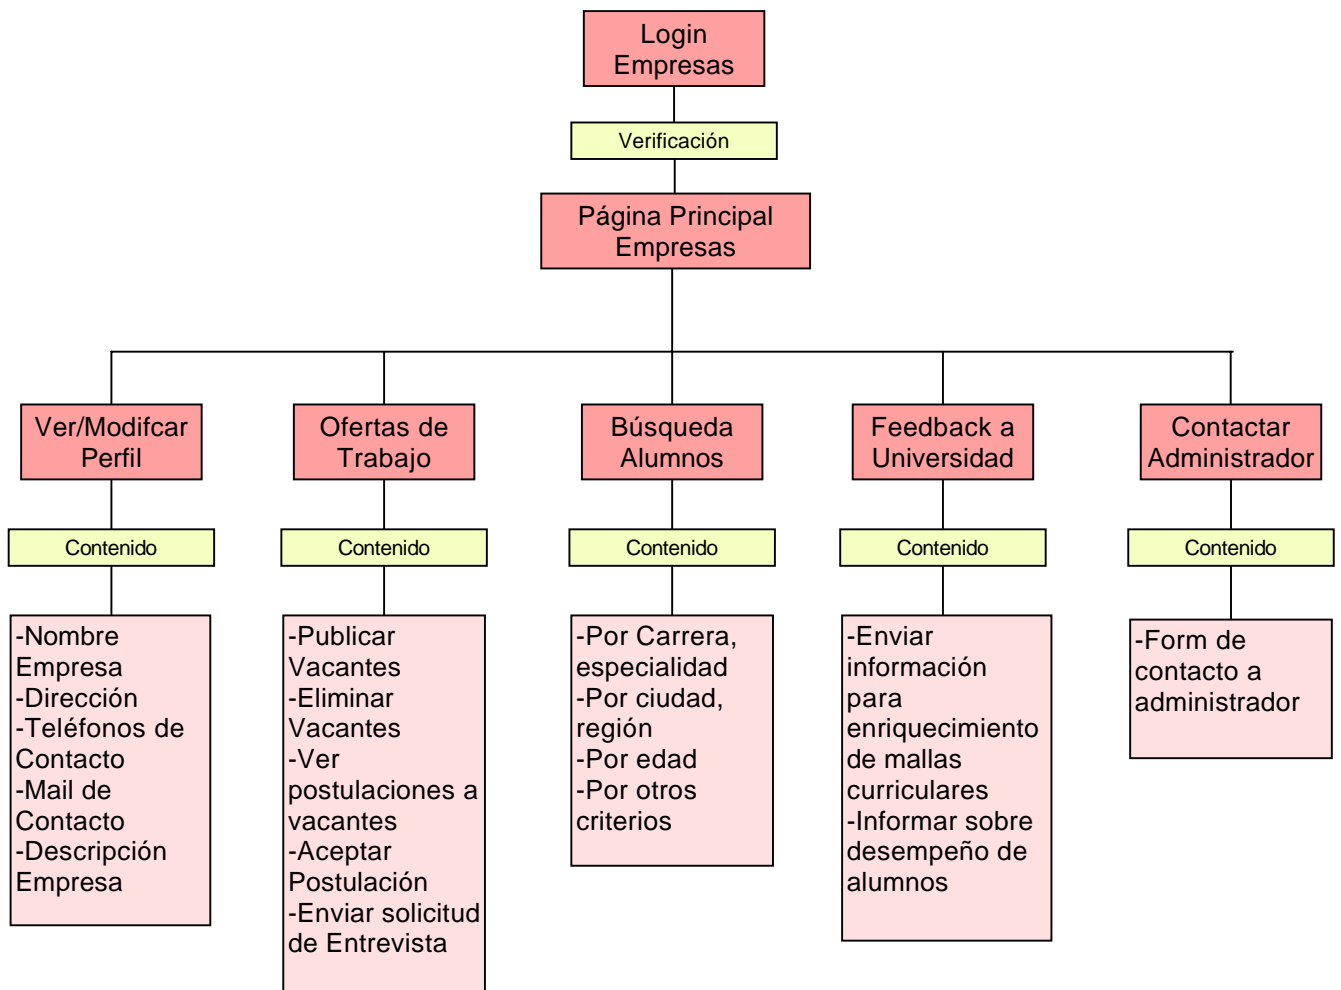 Login
Empresas
Verificación
Página Principal
Empresas
Ver/Modifcar
Perfil
Ofertas de
Trabajo
Búsqueda
Alumnos
Feedback a
Universidad
Contactar
Administrador
Contenido
Contenido
Contenido
Contenido
Contenido
-Nombre
Empresa
-Dirección
-Teléfonos de
Contacto
-Mail de
Contacto
-Descripción
Empresa
-Publicar
Vacantes
-Eliminar
Vacantes
-Ver
postulaciones a
vacantes
-Aceptar
Postulación
-Enviar solicitud
de Entrevista
-Por Carrera,
especialidad
-Por ciudad,
región
-Por edad
-Por otros
criterios
-Enviar
información
para
enriquecimiento
de mallas
curriculares
-Informar sobre
desempeño de
alumnos
-Form de
contacto a
administrador